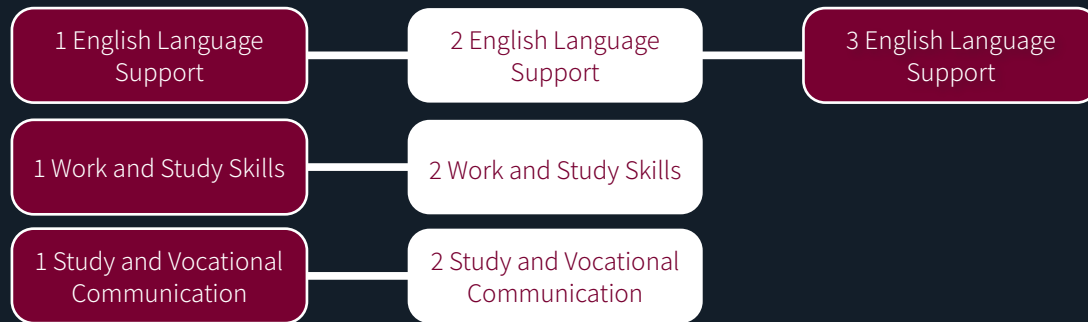 1 English Language
Support
2 English Language
Support
3 English Language
Support
1 Work and Study Skills
2 Work and Study Skills
1 Study and Vocational
Communication
2 Study and Vocational
Communication